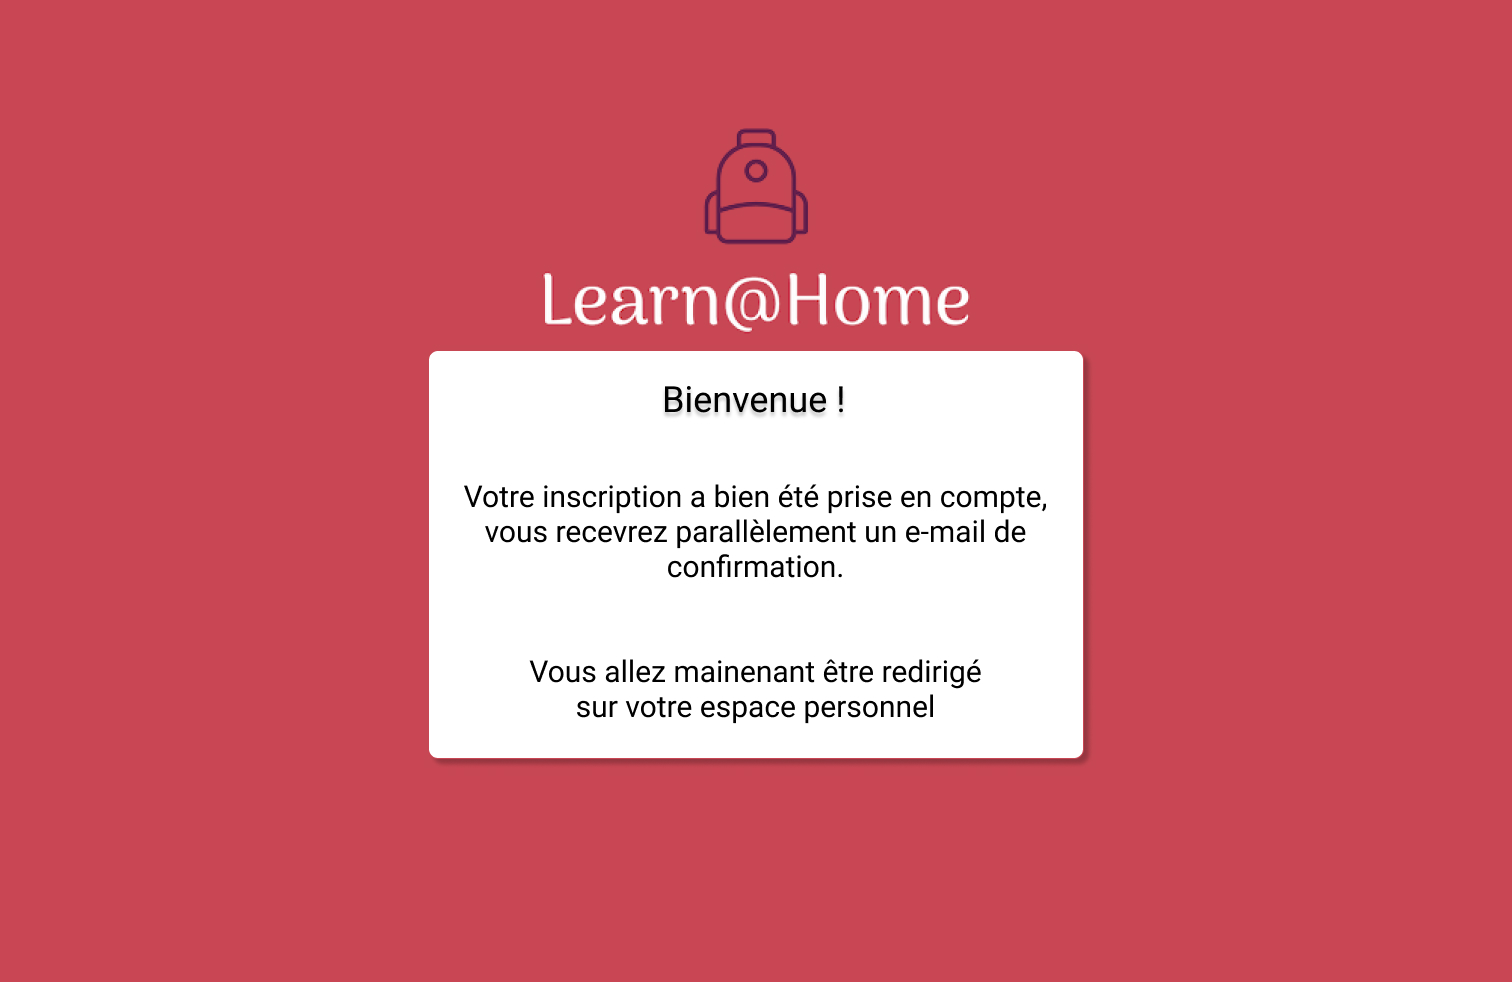 Learn@Home
Bienvenue !
Votre inscription a bien été prise en compte,
vous recevrez parallèlement un e-mail de
confirmation.
Vous allez mainenant être redirigé
sur votre espace personnel